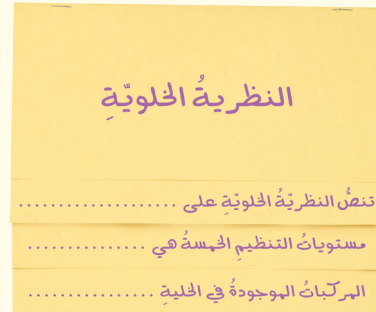 النظريةُ الخلويّةِ
تنصُّ النظريّةُ الخلويّةِ على ....................
مستوياتُ التنظيمِ الخمسةُ هي ...............
المركباتُ الموجودةُ في الخليةِ ................